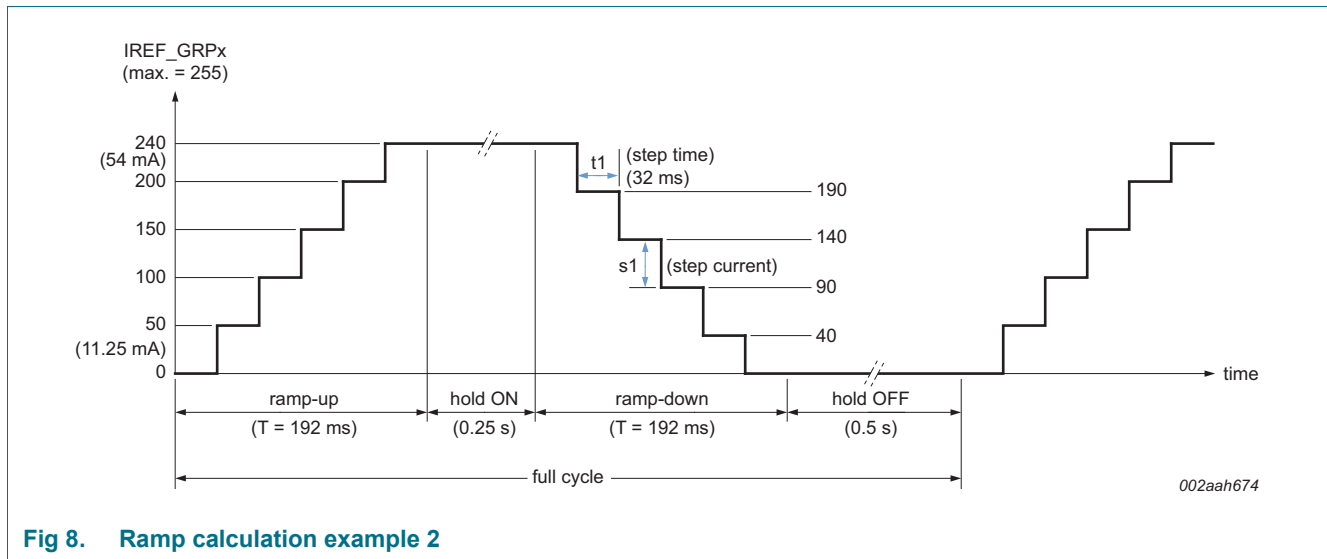 IREF_GRPx
(max. = 255)
240
(54 mA)
200
150
100
50
(11.25 mA)
0
t1
(step time)
(32 ms)
190
140
s1
(step current)
90
40
time
ramp-up
(T = 192 ms)
hold ON
(0.25 s)
ramp-down
(T = 192 ms)
hold OFF
(0.5 s)
full cycle
002aah674
Fig 8. Ramp calculation example 2